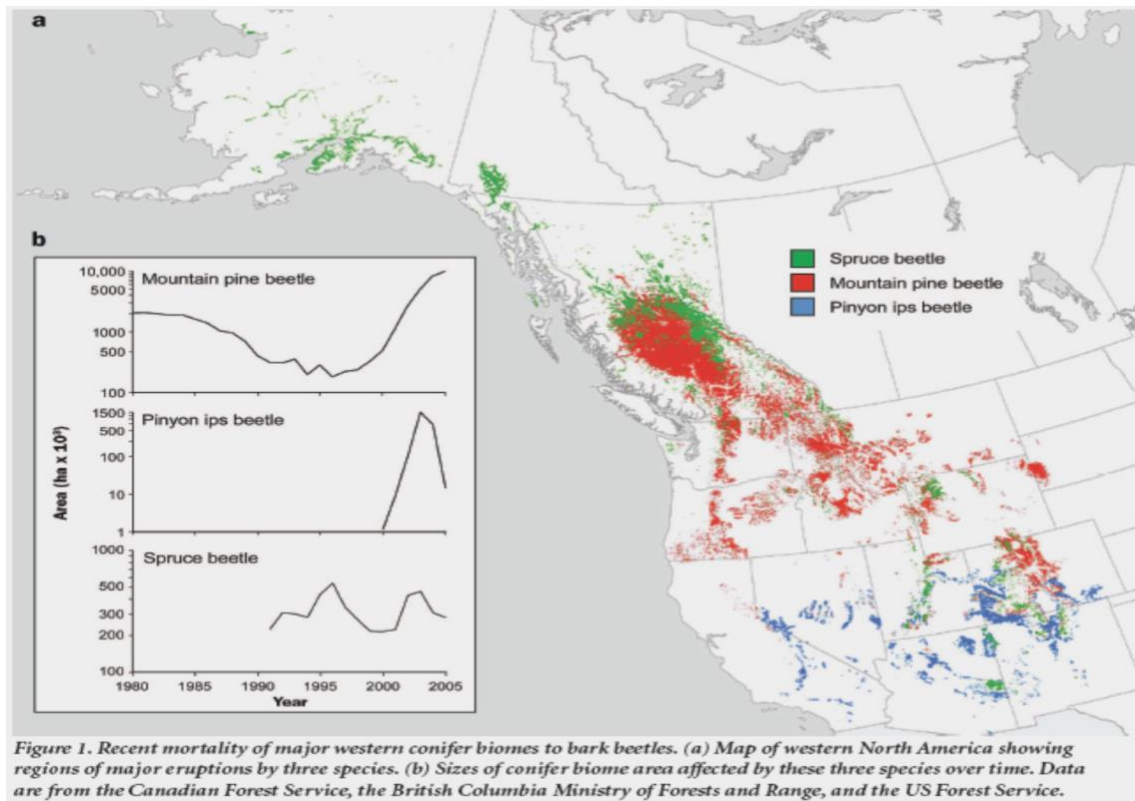 a
b
Spruce beetle
Mountain pine beetle
Pinyon ips beetle
Mountain pine beetle
10,000
5000
1000
500
100
Pinyon ips beetle
1500
500
100
10
1
Area (ha x 10³)
Spruce beetle
1000
500
300
200
100
1980 1985 1990 1995 2000 2005
Year
Figure 1. Recent mortality of major western conifer biomes to bark beetles. (a) Map of western North America showing
regions of major eruptions by three species. (b) Sizes of conifer biome area affected by these three species over time. Data
are from the Canadian Forest Service, the British Columbia Ministry of Forests and Range, and the US Forest Service.